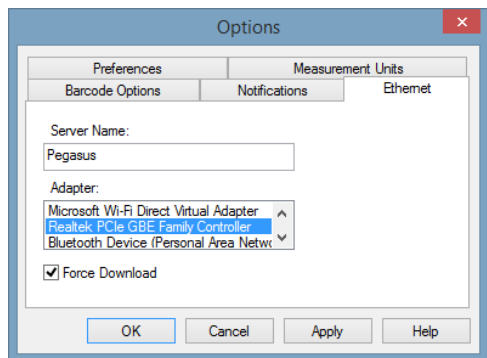 Options
Preferences
Measurement Units
Barcode Options
Notifications
Ethernet
Server Name:
Pegasus
Adapter:
Microsoft Wi-Fi Direct Virtual Adapter
Realtek PCIe GBE Family Controller
Bluetooth Device (Personal Area Netwo
Force Download
OK
Cancel
Apply
Help